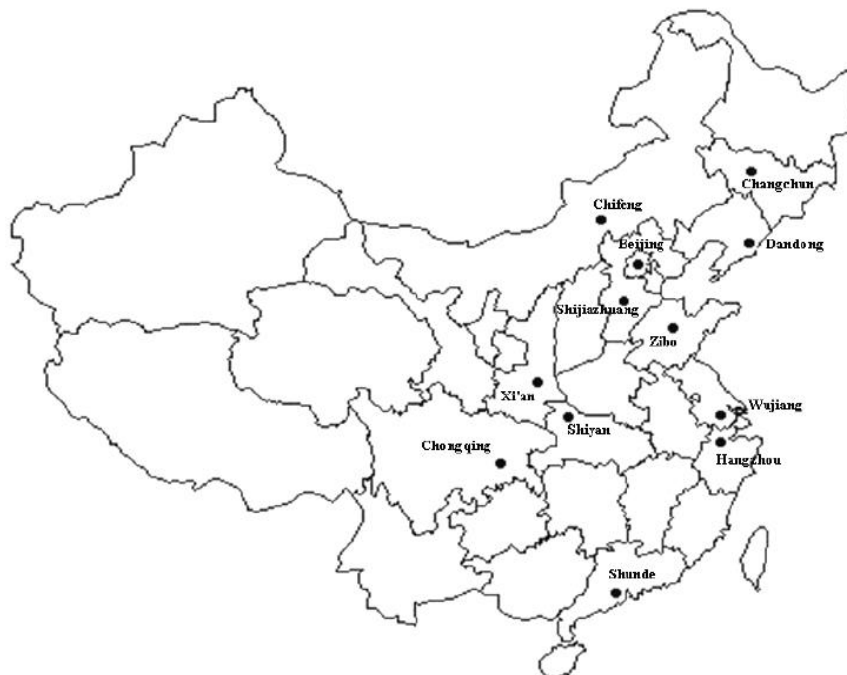 Changchun
Chifeng
Beijing
Dandong
Shijiazhuang
Zibo
Xi'an
Wujiang
Shiyan
Chongqing
Hangzhou
Shunde